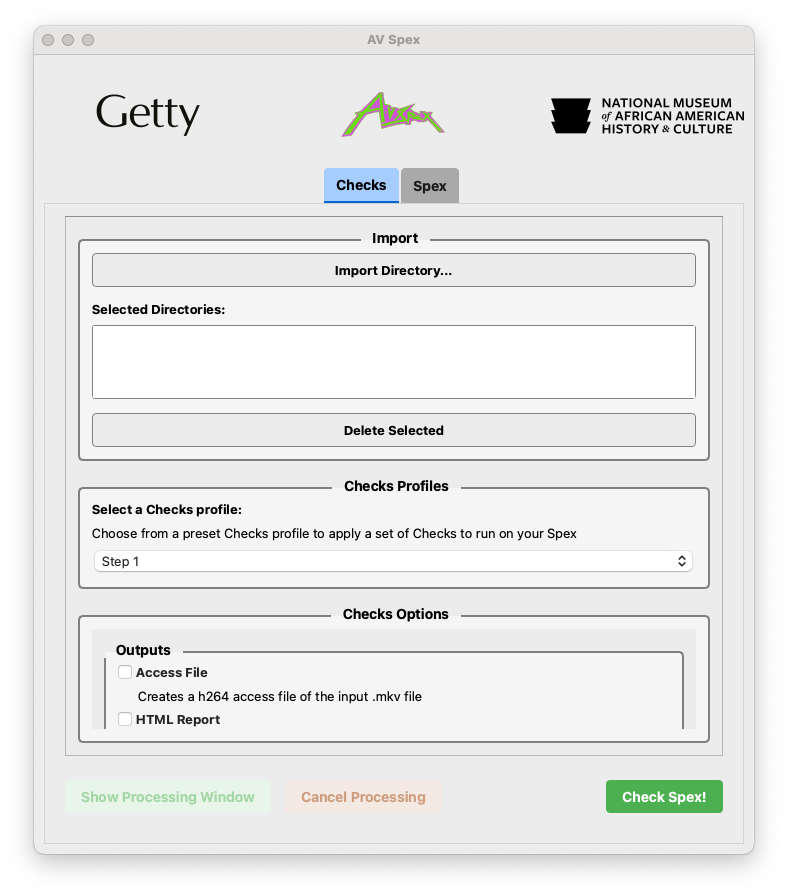 AV Spex
Getty
AV Spex
NATIONAL MUSEUM
of AFRICAN AMERICAN
HISTORY & CULTURE
Checks
Spex
Import
Import Directory...
Selected Directories:
Delete Selected
Checks Profiles
Select a Checks profile:
Choose from a preset Checks profile to apply a set of Checks to run on your Spex
Step 1
Checks Options
Outputs
Access File
Creates a h264 access file of the input .mkv file
HTML Report
Show Processing Window
Cancel Processing
Check Spex!